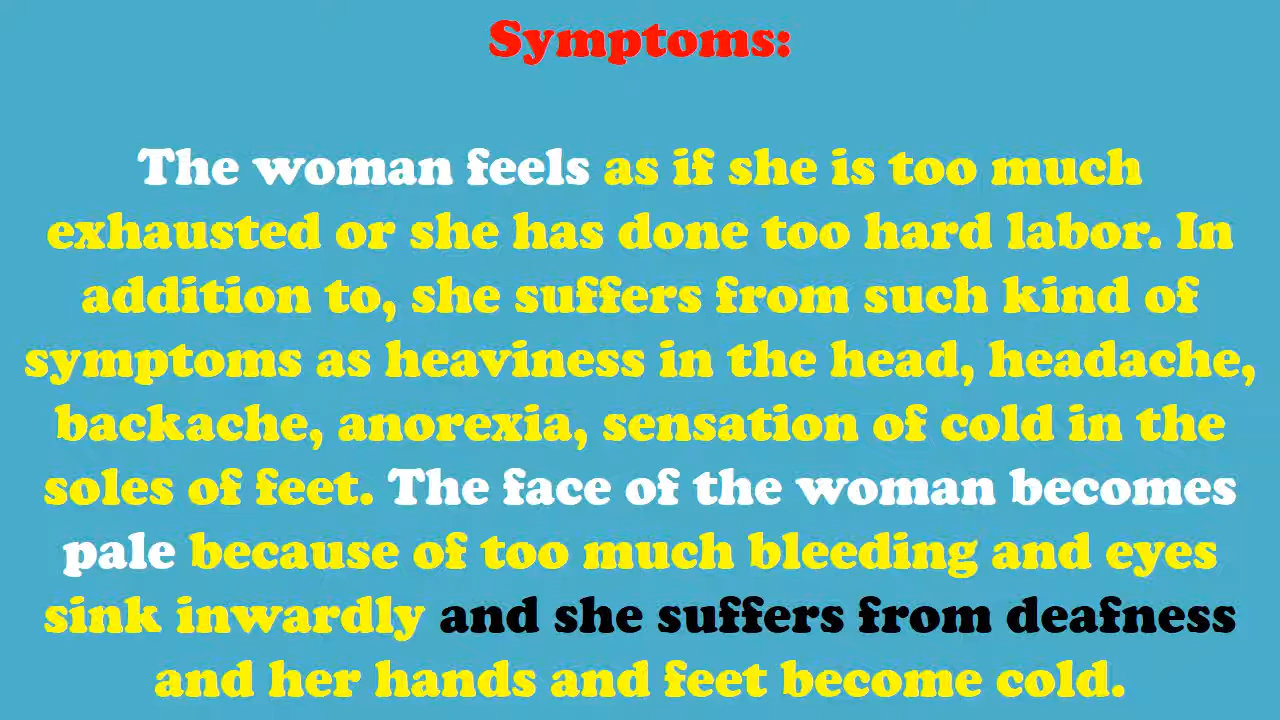 Symptoms:
The woman feels as if she is too much
exhausted or she has done too hard labor. In
addition to, she suffers from such kind of
symptoms as heaviness in the head, headache,
backache, anorexia, sensation of cold in the
soles of feet. The face of the woman becomes
pale because of too much bleeding and eyes
sink inwardly and she suffers from deafness
and her hands and feet become cold.